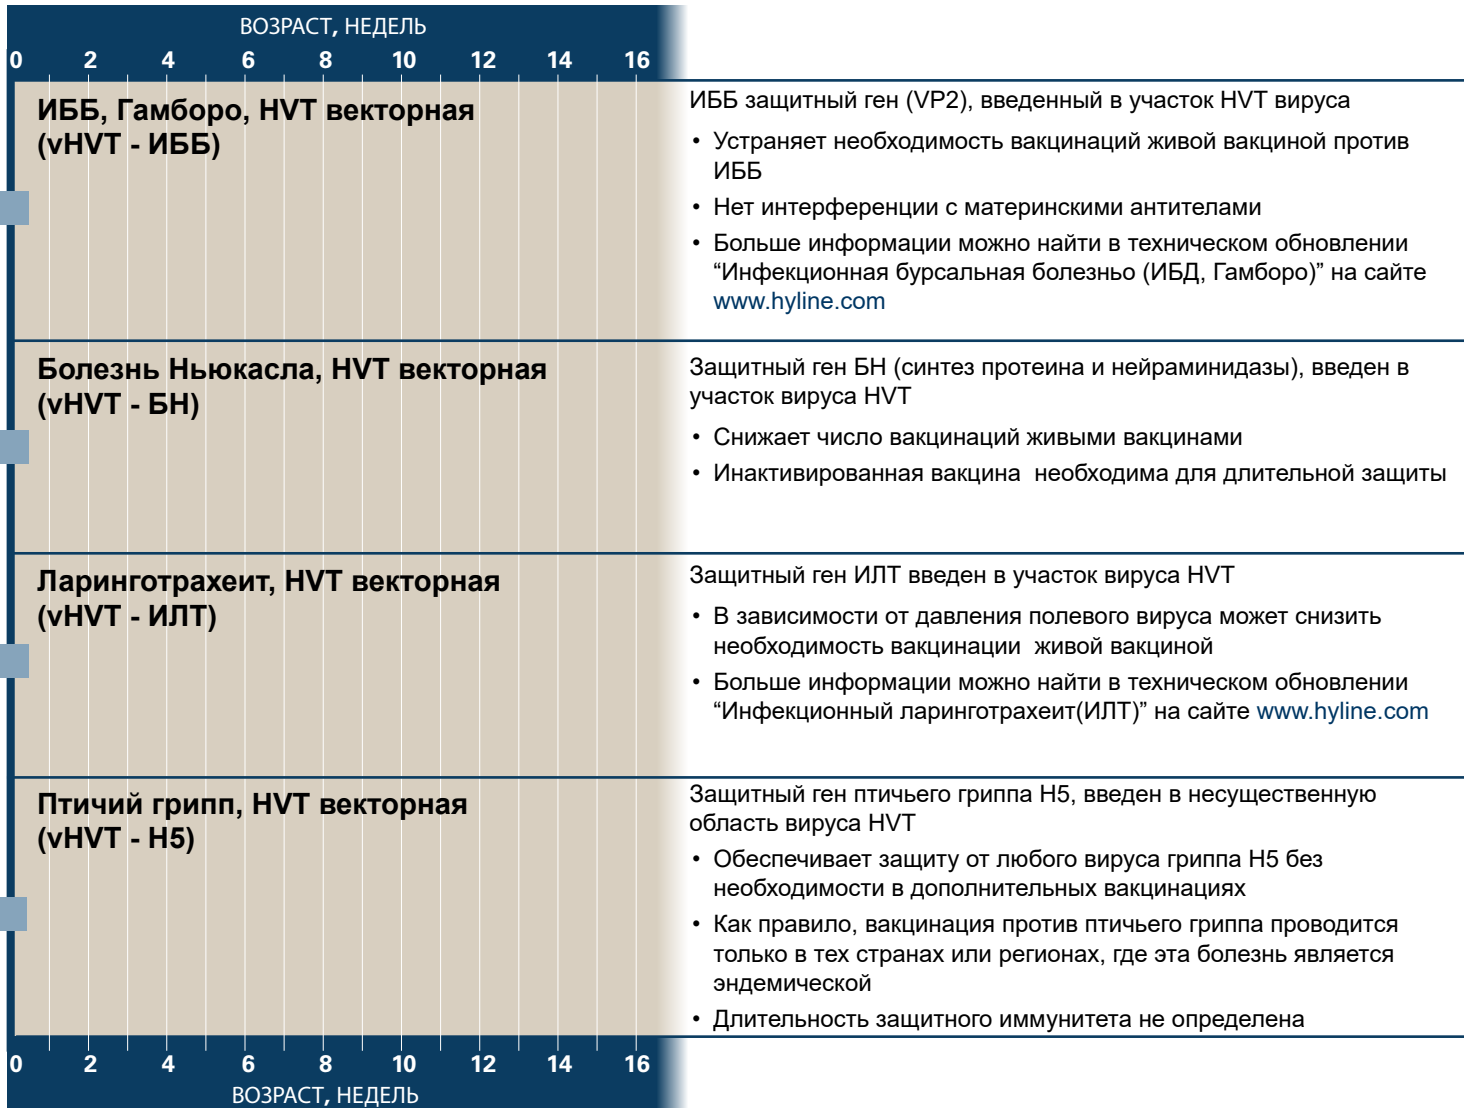 ВОЗРАСТ, НЕДЕЛЬ
0 2 4 6 8 10 12 14 16
ИББ, Гамборо, HVT векторная
(vHVT - ИББ)
ИББ защитный ген (VP2), введенный в участок HVT вируса
• Устраняет необходимость вакцинаций живой вакциной против
ИББ
• Нет интерференции с материнскими антителами
• Больше информации можно найти в техническом обновлении
“Инфекционная бурсальная болезньо (ИБД, Гамборо)” на сайте
www.hyline.com
Болезнь Ньюкасла, HVT векторная
(vHVT - БН)
Защитный ген БН (синтез протеина и нейраминидазы), введен в
участок вируса HVT
• Снижает число вакцинаций живыми вакцинами
• Инактивированная вакцина необходима для длительной защиты
Ларинготрахеит, HVT векторная
(vHVT - ИЛТ)
Защитный ген ИЛТ введен в участок вируса HVT
• В зависимости от давления полевого вируса может снизить
необходимость вакцинации живой вакциной
• Больше информации можно найти в техническом обновлении
“Инфекционный ларинготрахеит(ИЛТ)” на сайте www.hyline.com
Птичий грипп, HVT векторная
(vHVT - H5)
Защитный ген птичьего гриппа H5, введен в несущественную
область вируса HVT
• Обеспечивает защиту от любого вируса гриппа H5 без
необходимости в дополнительных вакцинациях
• Как правило, вакцинация против птичьего гриппа проводится
только в тех странах или регионах, где эта болезнь является
эндемической
• Длительность защитного иммунитета не определена
0 2 4 6 8 10 12 14 16
ВОЗРАСТ, НЕДЕЛЬ